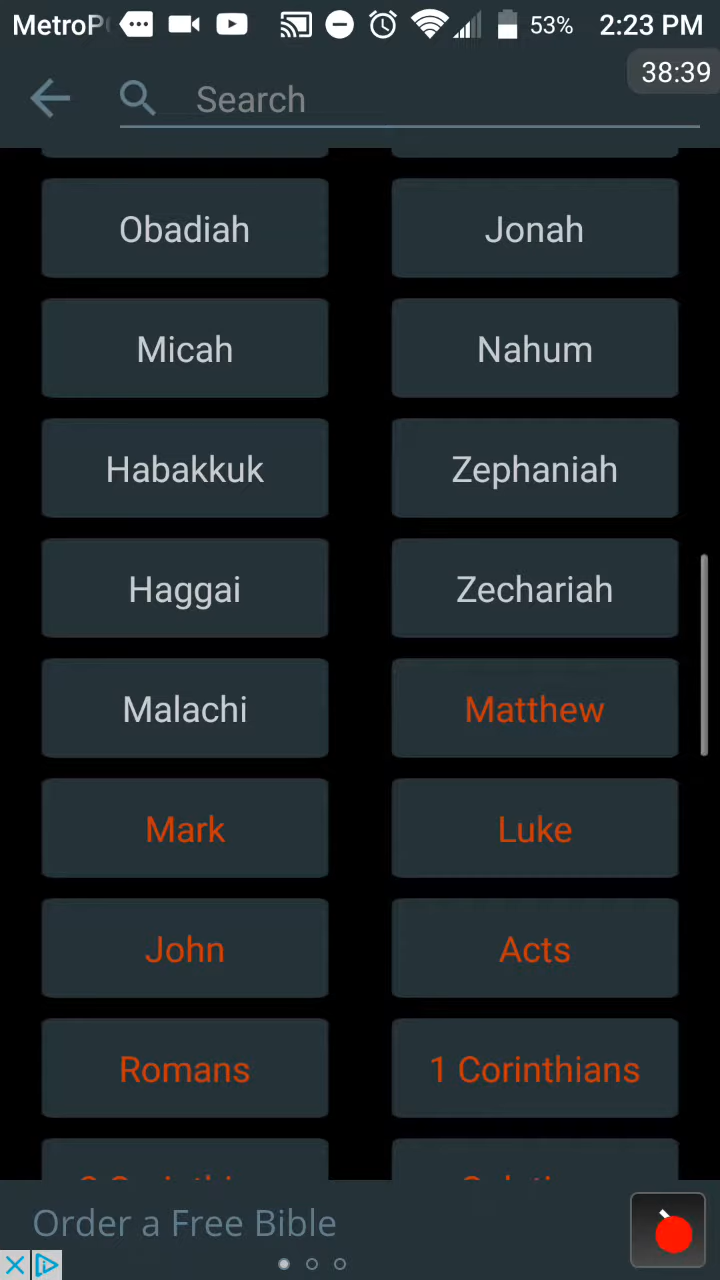 MetroP 53% 2:23 PM
38:39
Search
Obadiah Jonah
Micah Nahum
Habakkuk Zephaniah
Haggai Zechariah
Malachi Matthew
Mark Luke
John Acts
Romans 1 Corinthians
Order a Free Bible